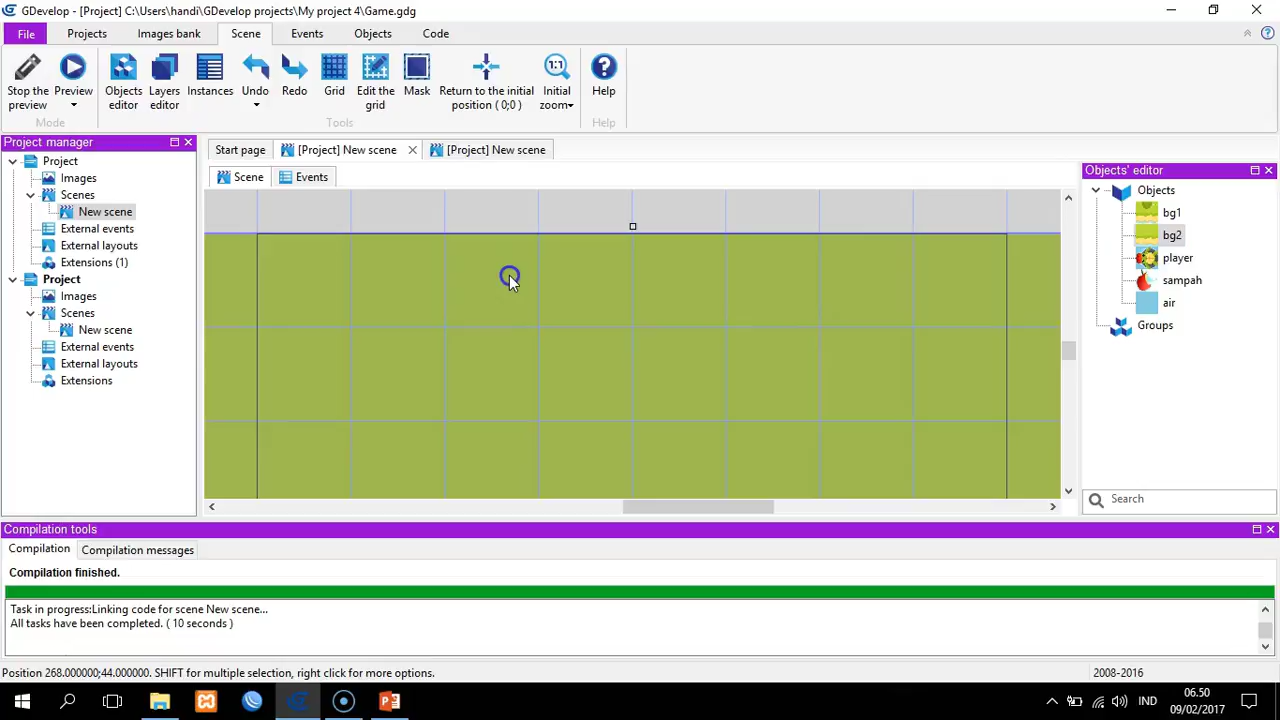 GDevelop - [Project] C:\Users\handi\GDevelop projects\My project 4\Game.gdg
File Projects Images bank Scene Events Objects Code
Stop the preview
Preview
Objects editor
Layers editor
Instances
Undo
Redo
Grid
Edit the grid
Mask
Return to the initial position ( 0;0 )
1:1
Initial zoom
Help
Mode
Tools
Help
Project manager
Project
Images
Scenes
New scene
External events
External layouts
Extensions (1)
Project
Images
Scenes
New scene
External events
External layouts
Extensions
Start page
[Project] New scene
[Project] New scene
Scene
Events
Objects' editor
Objects
bg1
bg2
player
sampah
air
Groups
Search
Compilation tools
Compilation
Compilation messages
Compilation finished.
Task in progress:Linking code for scene New scene...
All tasks have been completed. ( 10 seconds )
Position 268.000000;44.000000. SHIFT for multiple selection, right click for more options.
2008-2016
IND
06.50
09/02/2017